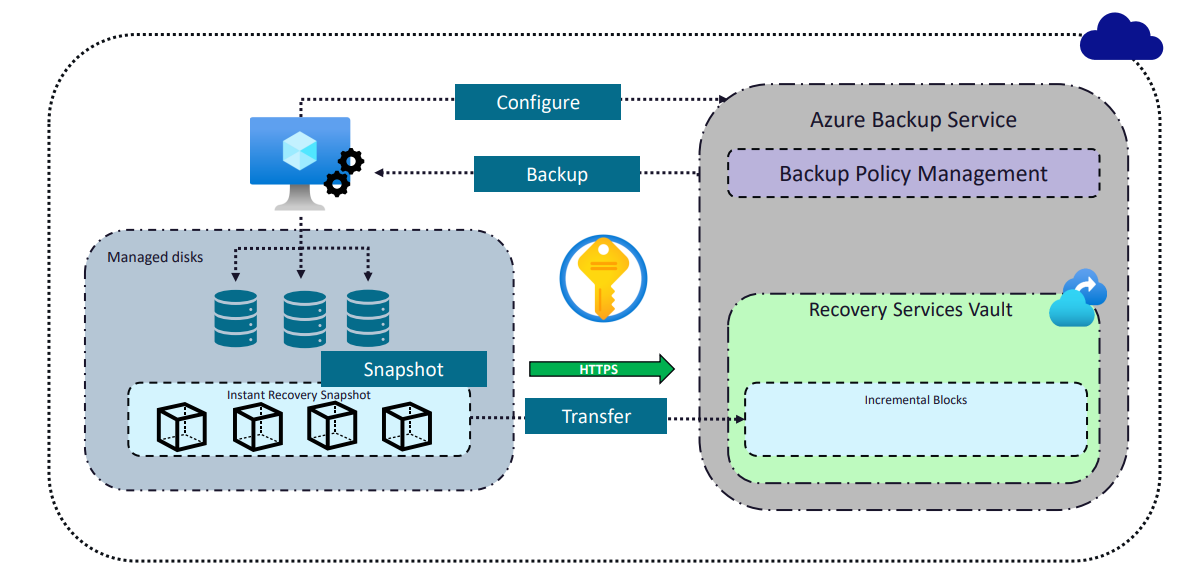 Configure
Azure Backup Service
Backup
Backup Policy Management
Managed disks
Recovery Services Vault
Snapshot
HTTPS
Instant Recovery Snapshot
Incremental Blocks
Transfer